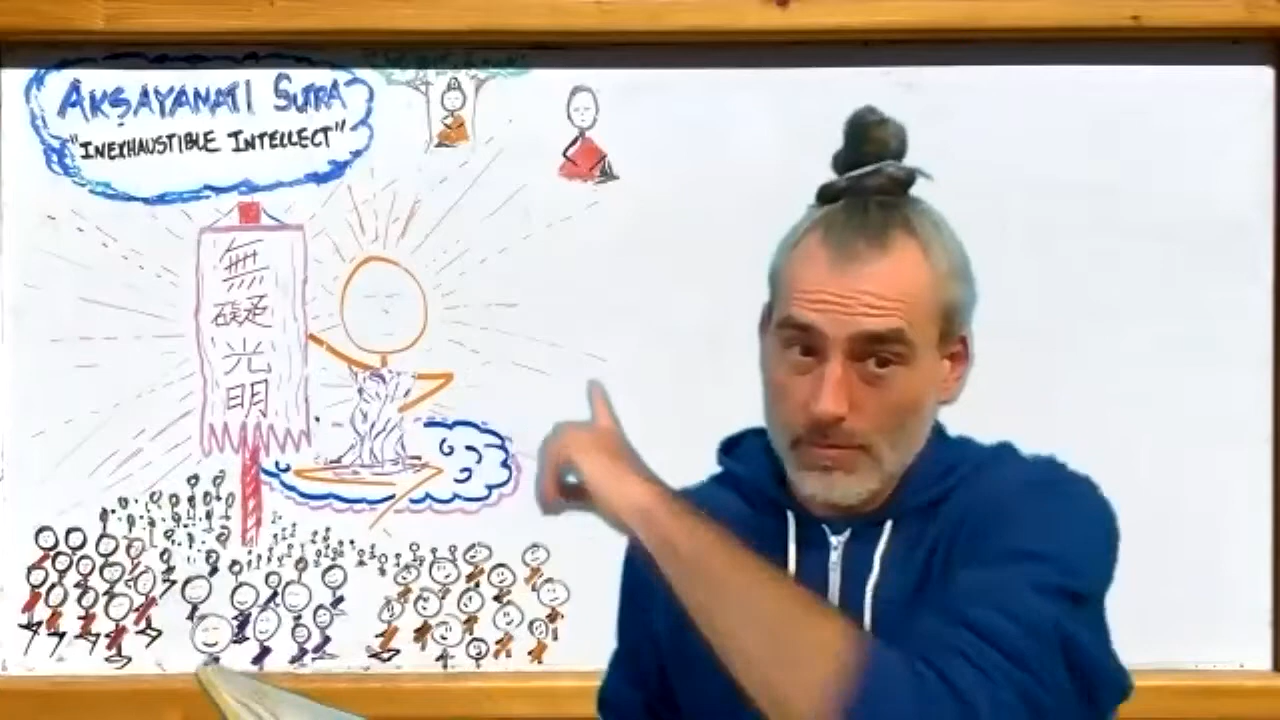 AKṢAYAMATI SUTRA
"INEXHAUSTIBLE INTELLECT"
無
礙
光
明